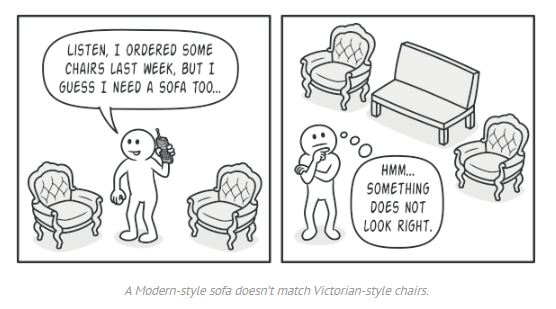 LISTEN, I ORDERED SOME
CHAIRS LAST WEEK, BUT I
GUESS I NEED A SOFA TOO...
HMM...
SOMETHING
DOES NOT
LOOK RIGHT.
A Modern-style sofa doesn't match Victorian-style chairs.